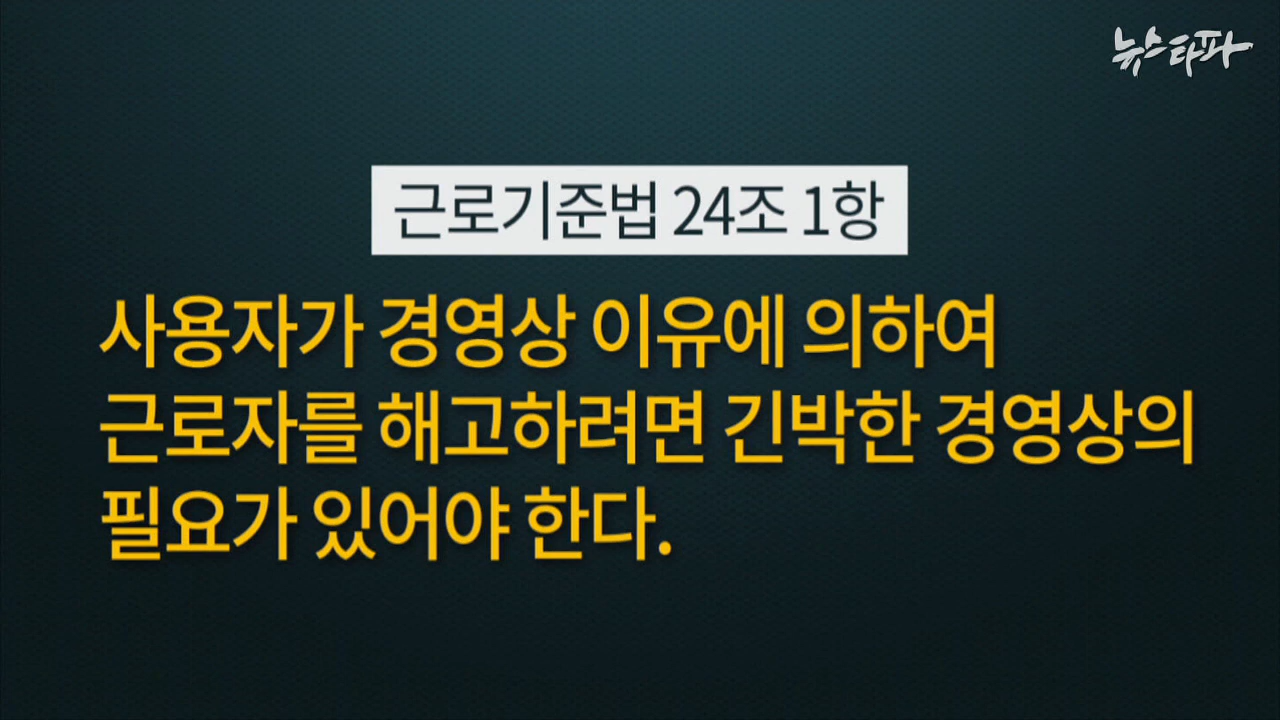 뉴스타파
근로기준법 24조 1항
사용자가 경영상 이유에 의하여
근로자를 해고하려면 긴박한 경영상의
필요가 있어야 한다.